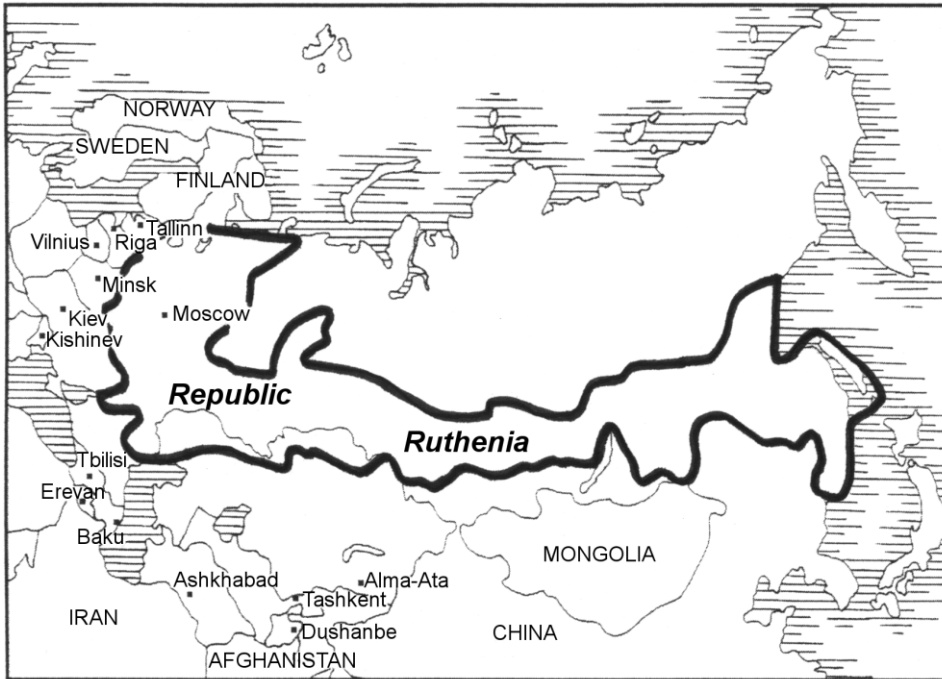 NORWAY
SWEDEN
FINLAND
Tallinn
Riga
Vilnius
Minsk
Kiev
Moscow
Kishinev
Republic
Ruthenia
Tbilisi
Erevan
Baku
MONGOLIA
Ashkhabad
Alma-Ata
Tashkent
IRAN
Dushanbe
CHINA
AFGHANISTAN